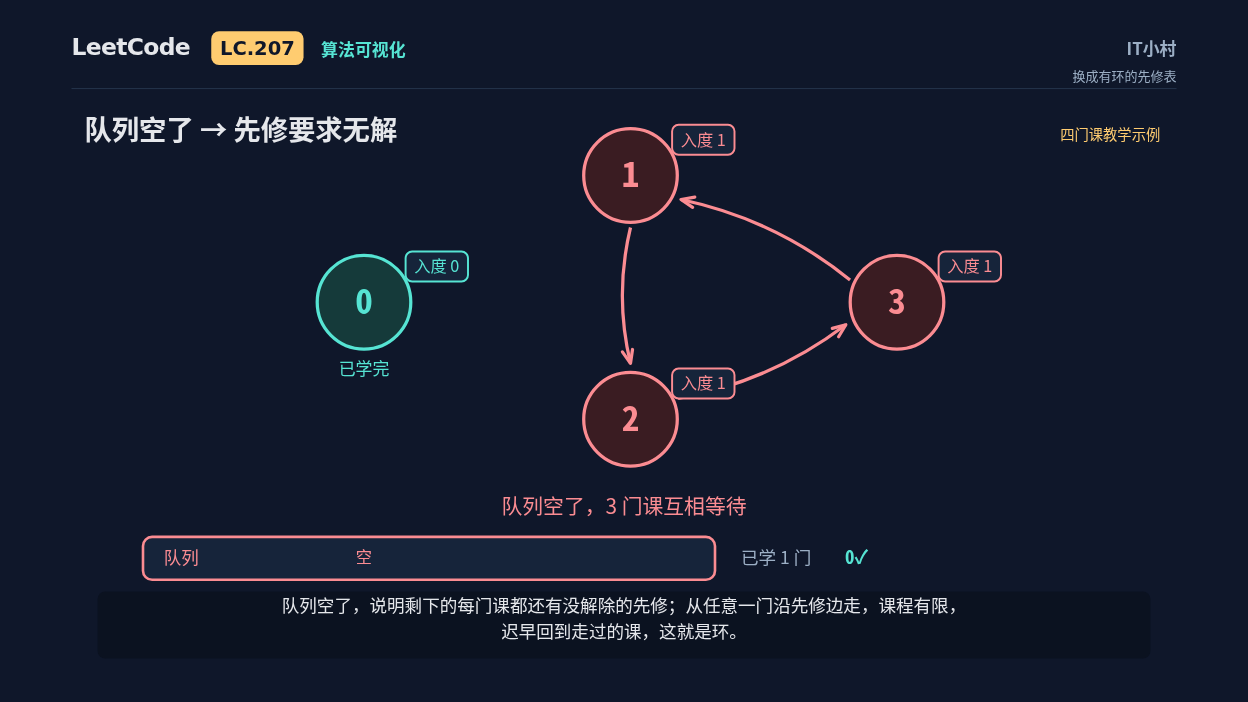 LeetCode LC.207 算法可视化
IT小村
换成有环的先修表
队列空了 → 先修要求无解
四门课教学示例
1
入度 1
0
入度 0
已学完
3
入度 1
2
入度 1
队列空了，3 门课互相等待
队列 空
已学 1 门 0✓
队列空了，说明剩下的每门课都还有没解除的先修；从任意一门沿先修边走，课程有限，
迟早回到走过的课，这就是环。